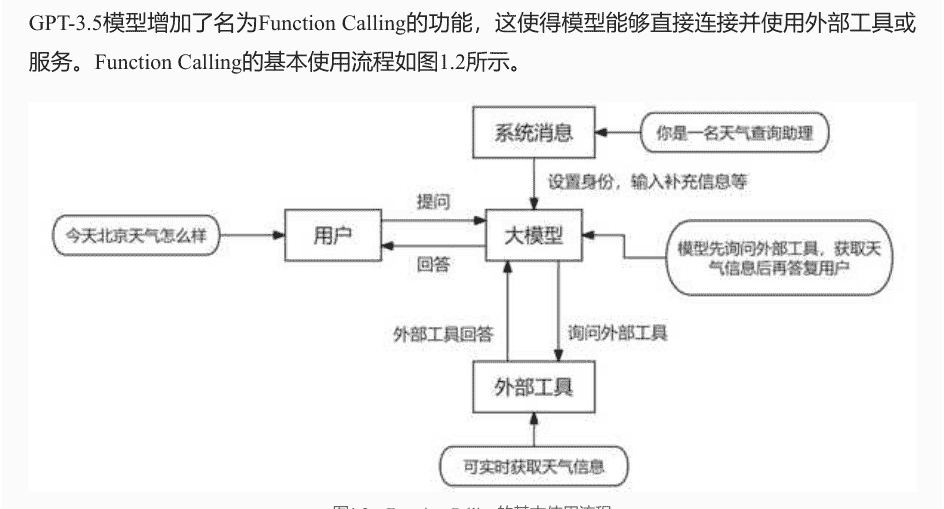 GPT-3.5模型增加了名为Function Calling的功能，这使得模型能够直接连接并使用外部工具或
服务。Function Calling的基本使用流程如图1.2所示。
系统消息
你是一名天气查询助理
设置身份，输入补充信息等
提问
今天北京天气怎么样
用户
大模型
回答
模型先询问外部工具，获取天
气信息后再答复用户
外部工具回答
询问外部工具
外部工具
可实时获取天气信息